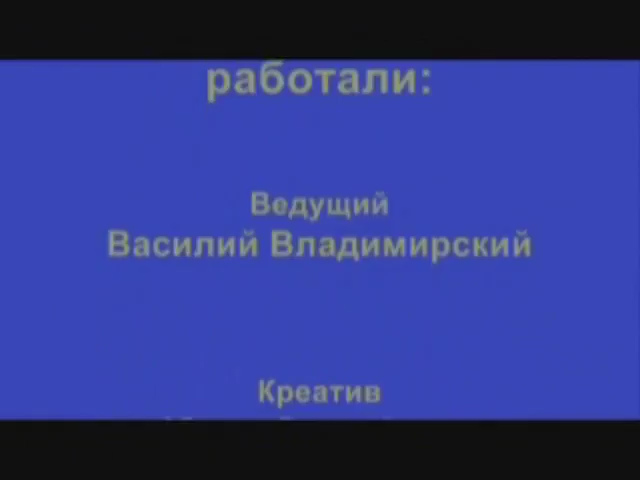 работали:
Ведущий
Василий Владимирский
Креатив